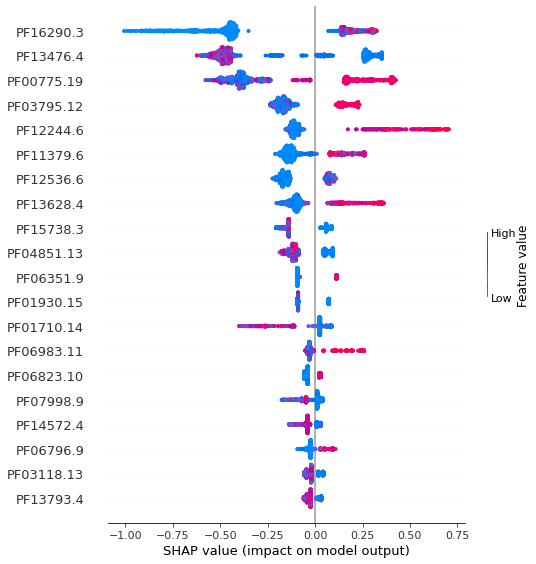 PF16290.3
PF13476.4
PF00775.19
PF03795.12
PF12244.6
PF11379.6
PF12536.6
PF13628.4
PF15738.3
PF04851.13
PF06351.9
PF01930.15
PF01710.14
PF06983.11
PF06823.10
PF07998.9
PF14572.4
PF06796.9
PF03118.13
PF13793.4
High
Low
Feature value
−1.00 −0.75 −0.50 −0.25 0.00 0.25 0.50 0.75
SHAP value (impact on model output)